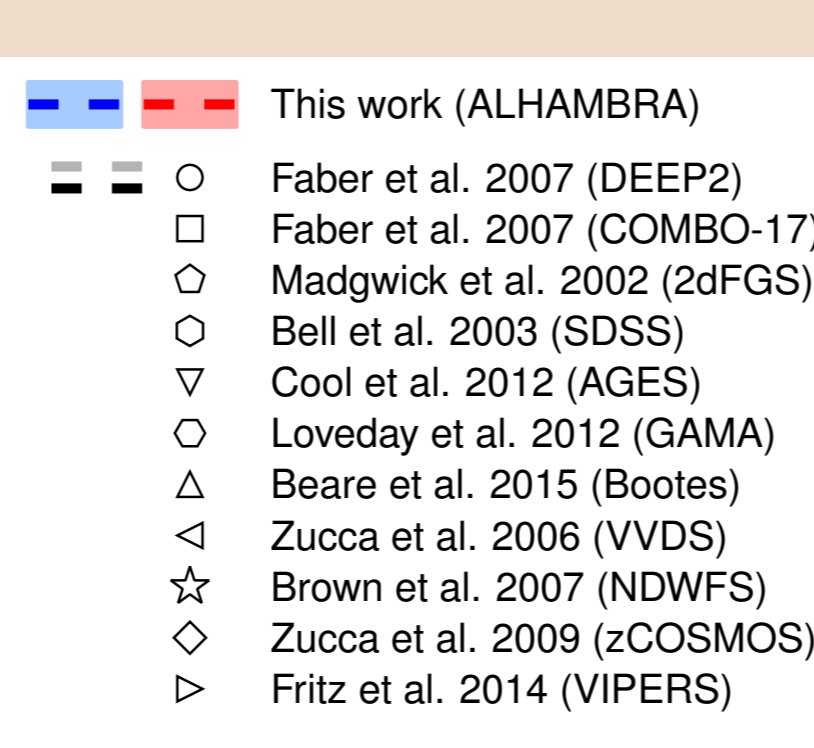 This work (ALHAMBRA)
Faber et al. 2007 (DEEP2)
Faber et al. 2007 (COMBO-17)
Madgwick et al. 2002 (2dFGS)
Bell et al. 2003 (SDSS)
Cool et al. 2012 (AGES)
Loveday et al. 2012 (GAMA)
Beare et al. 2015 (Bootes)
Zucca et al. 2006 (VVDS)
Brown et al. 2007 (NDWFS)
Zucca et al. 2009 (zCOSMOS)
Fritz et al. 2014 (VIPERS)